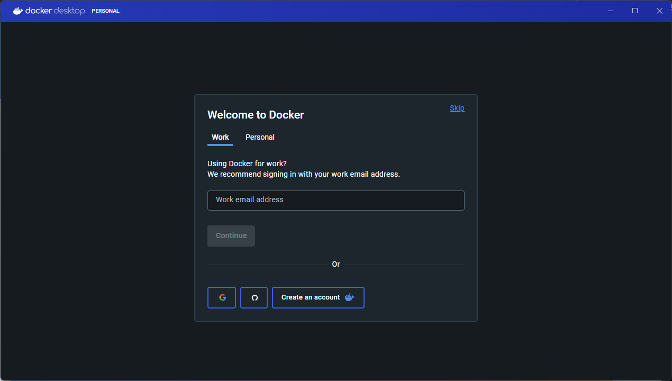 docker desktop PERSONAL
Welcome to Docker
Skip
Work Personal
Using Docker for work?
We recommend signing in with your work email address.
Work email address
Continue
Or
Create an account